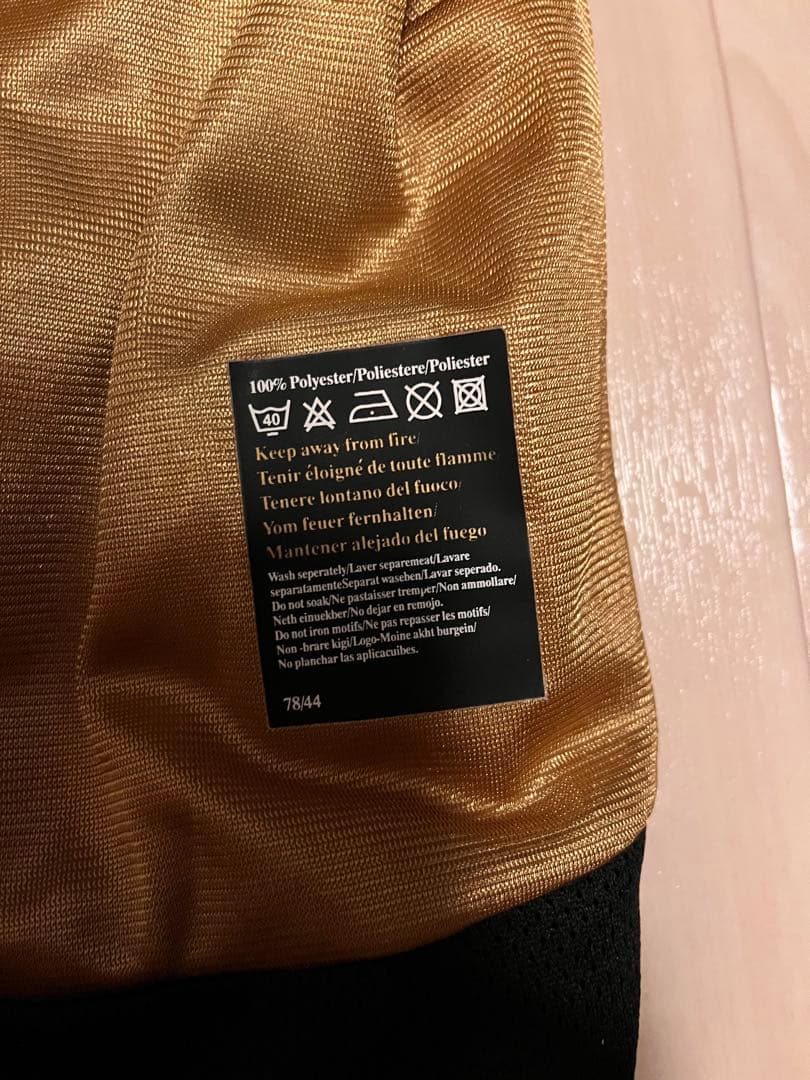 100% Polyester/Poliestere/Poliester
40
Keep away from fire/
Tenir éloigné de toute flamme
Tenere lontano del fuoco/
Yom feuer fernhalten/
Mantener alejado del fuego
Wash seperately/Laver separemeat/Lavare
separatamenteSeparat waseben/Lavar seperado.
Do not soak/Ne pastaisser tremper/Non ammollare/
Neth einuekber/No dejar en remojo.
Do not iron motifs/Ne pas repasser les motifs/
Non -brare kigi/Logo-Moine akht burgein/
No planchar las aplicacuibes.
78/44